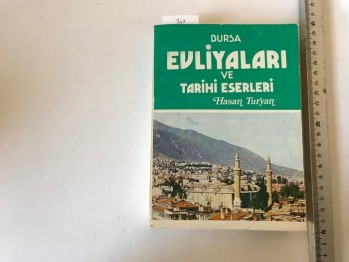 BURSA
EVLİYALARI
VE
TARİHİ ESERLERİ
Hasan Turyan